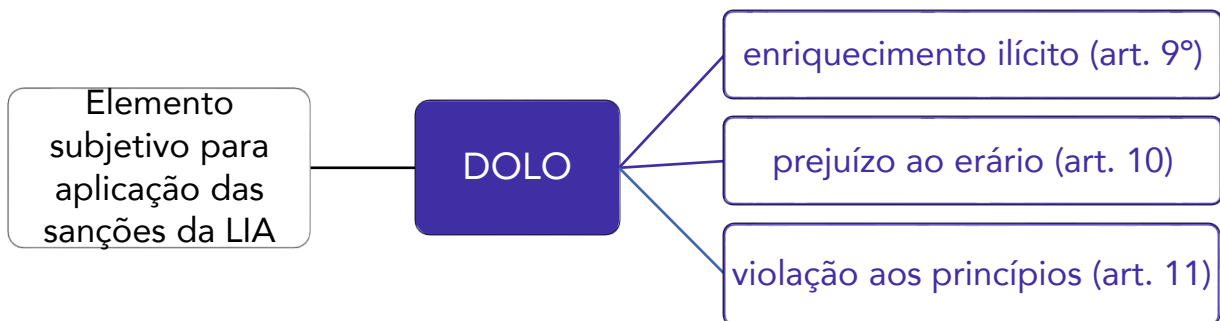 Elemento
subjetivo para
aplicação das
sanções da LIA
DOLO
enriquecimento ilícito (art. 9º)
prejuízo ao erário (art. 10)
violação aos princípios (art. 11)